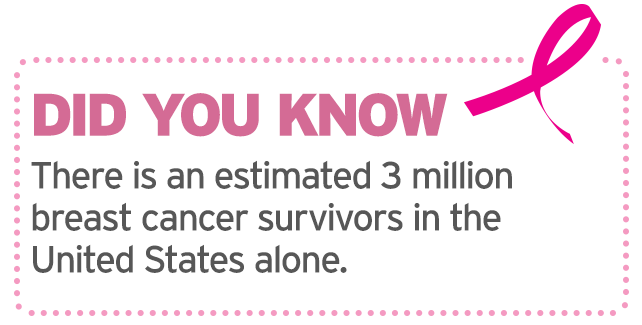 DID YOU KNOW
There is an estimated 3 million
breast cancer survivors in the
United States alone.